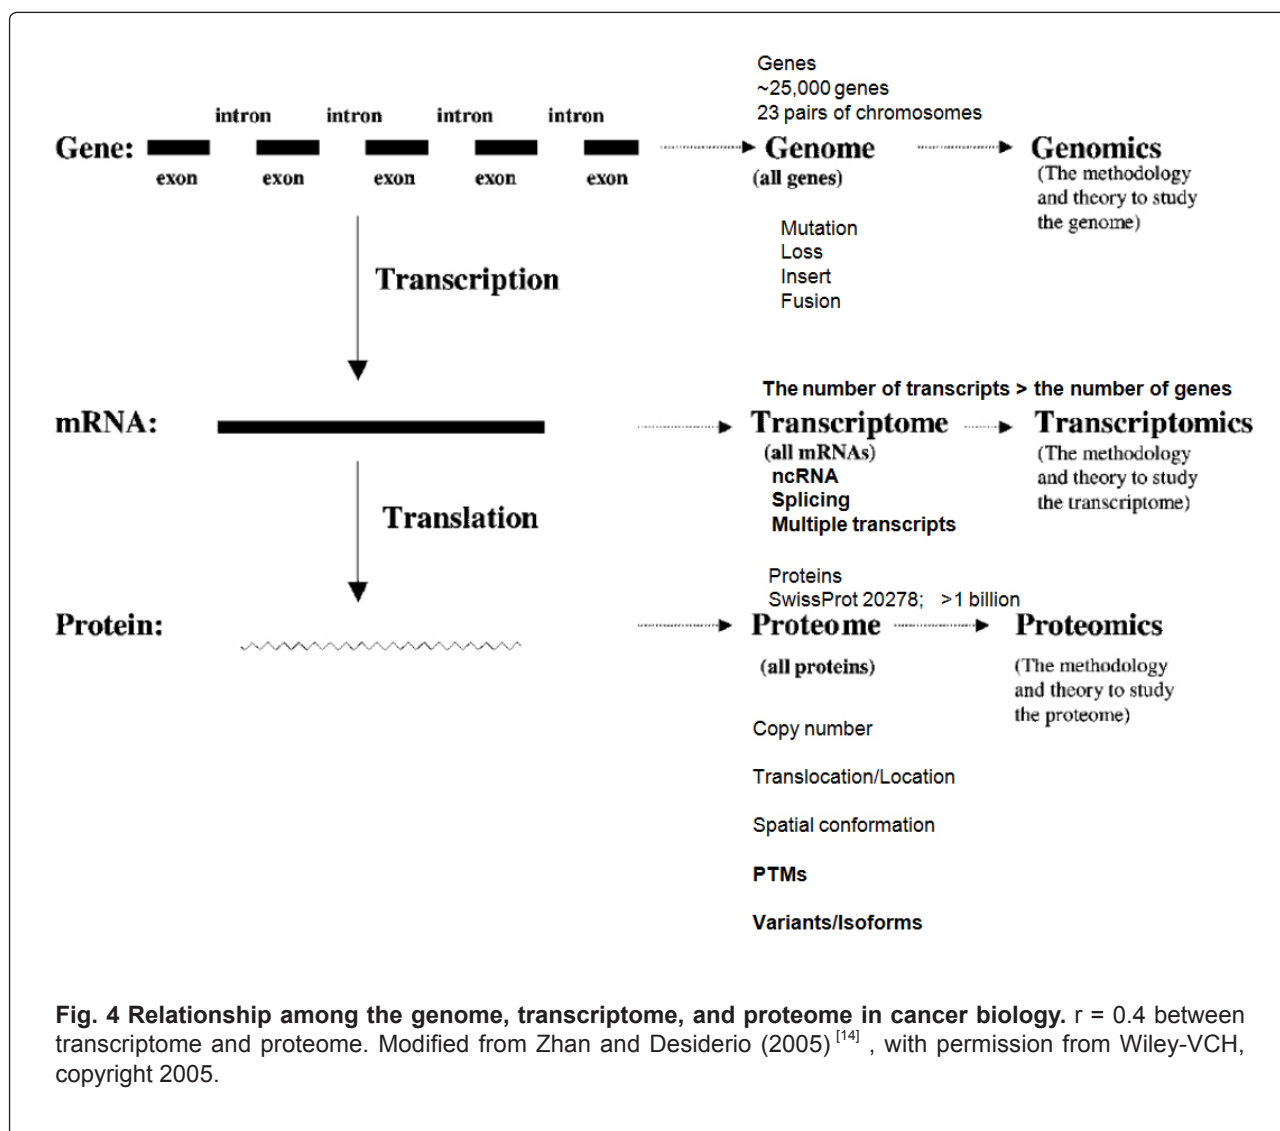 Genes
~25,000 genes
23 pairs of chromosomes
intron intron intron intron
Gene: Genome Genomics
exon exon exon exon exon
(all genes)
(The methodology
and theory to study
the genome)
Mutation
Loss
Insert
Fusion
Transcription
The number of transcripts > the number of genes
mRNA: Transcriptome Transcriptomics
(all mRNAs)
(The methodology
and theory to study
the transcriptome)
ncRNA
Splicing
Multiple transcripts
Translation
Proteins
SwissProt 20278; >1 billion
Protein: Proteome Proteomics
(all proteins)
(The methodology
and theory to study
the proteome)
Copy number
Translocation/Location
Spatial conformation
PTMs
Variants/Isoforms
Fig. 4 Relationship among the genome, transcriptome, and proteome in cancer biology. r = 0.4 between
transcriptome and proteome. Modified from Zhan and Desiderio (2005) [14] , with permission from Wiley-VCH,
copyright 2005.